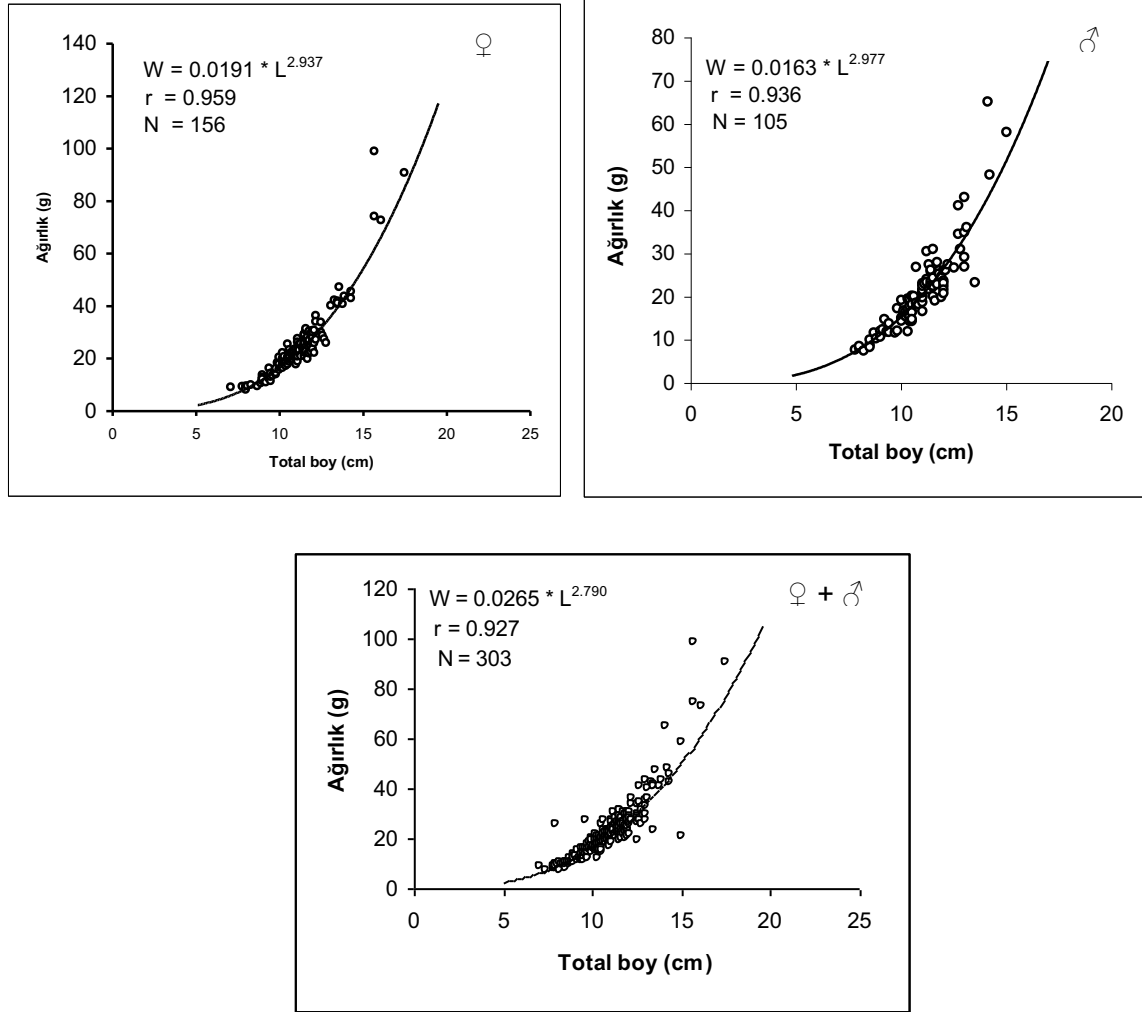 ♀
W = 0.0191 * L^2.937
r = 0.959
N = 156
140
120
100
80
60
40
20
0
Ağırlık (g)
0 5 10 15 20 25
Total boy (cm)
♂
W = 0.0163 * L^2.977
r = 0.936
N = 105
80
70
60
50
40
30
20
10
0
Ağırlık (g)
0 5 10 15 20
Total boy (cm)
♀ + ♂
W = 0.0265 * L^2.790
r = 0.927
N = 303
120
100
80
60
40
20
0
Ağırlık (g)
0 5 10 15 20 25
Total boy (cm)